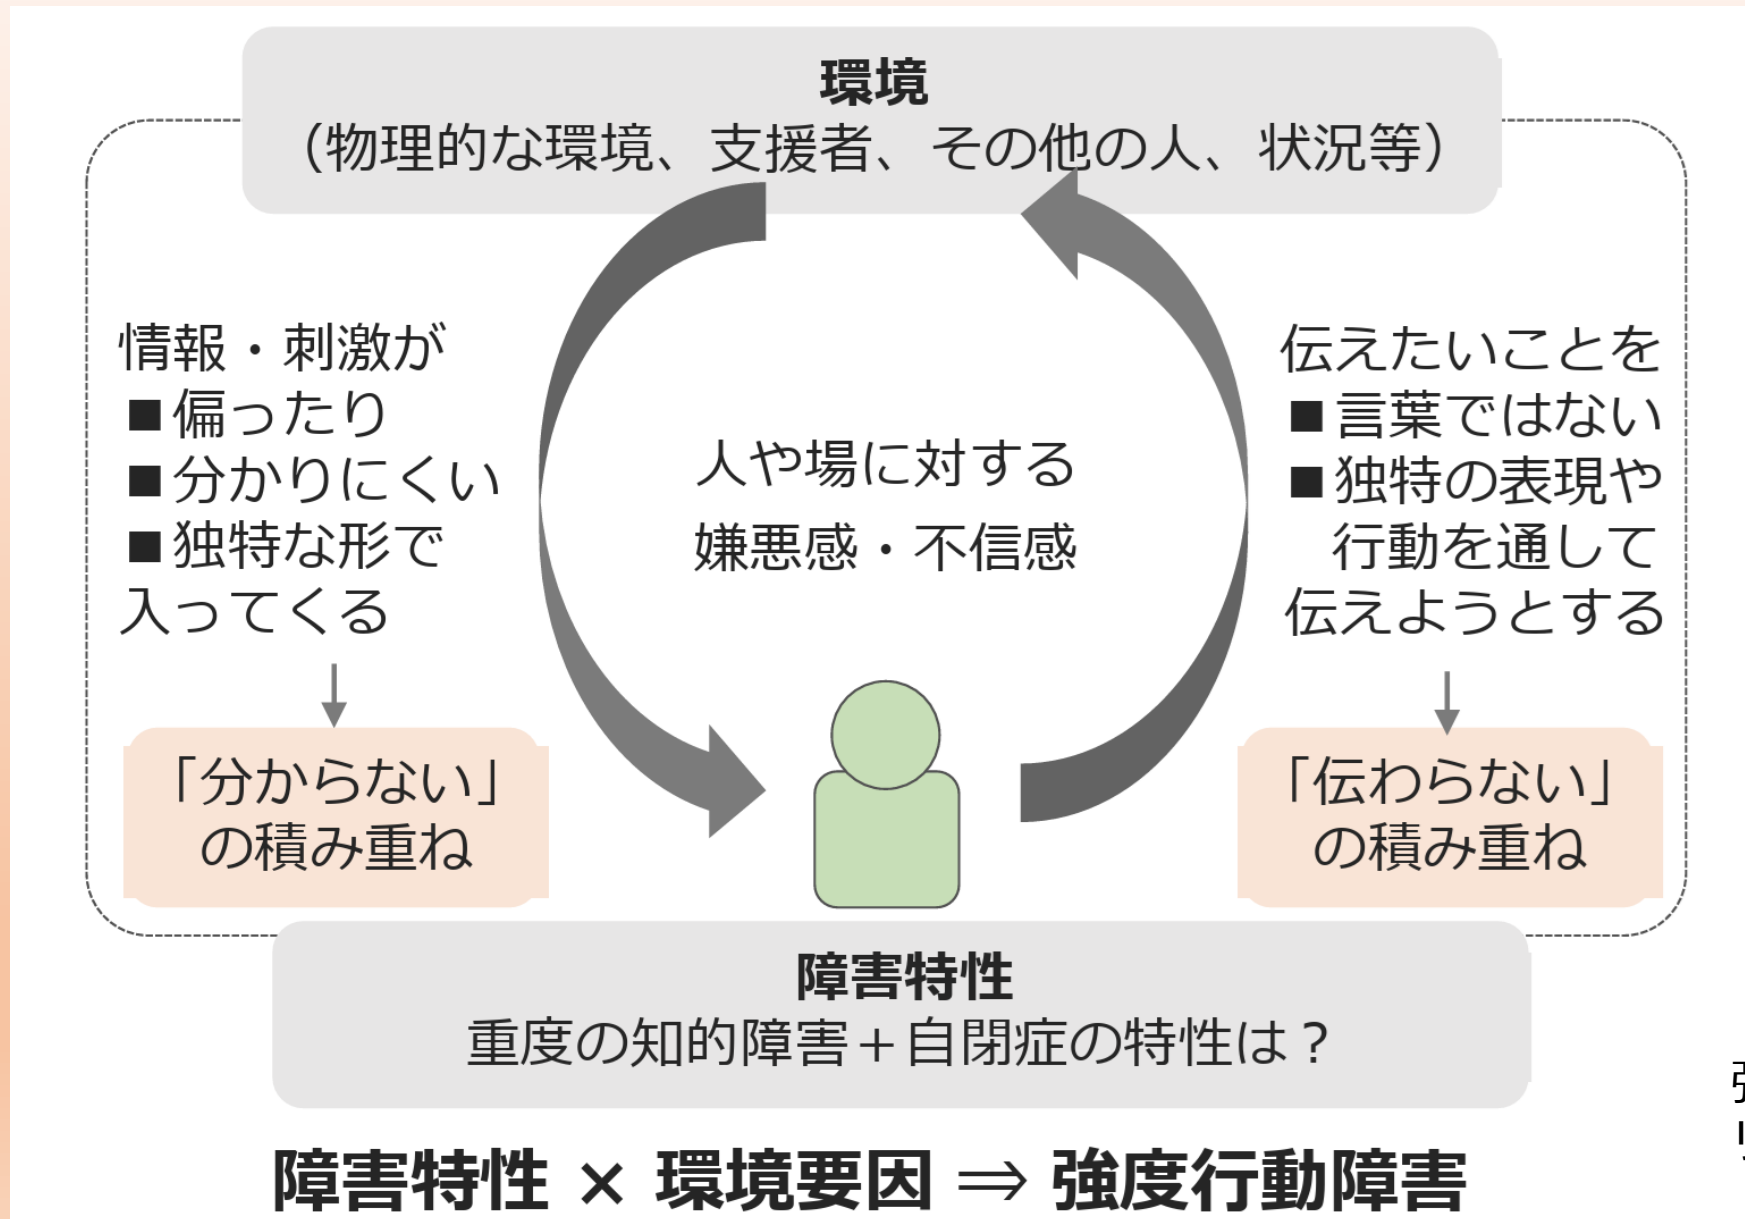 環境
（物理的な環境、支援者、その他の人、状況等）
情報・刺激が
■偏ったり
■分かりにくい
■独特な形で
入ってくる
「分からない」
の積み重ね
人や場に対する
嫌悪感・不信感
伝えたいことを
■言葉ではない
■独特の表現や
行動を通して
伝えようとする
「伝わらない」
の積み重ね
障害特性
重度の知的障害＋自閉症の特性は？
障害特性 × 環境要因 ⇒ 強度行動障害